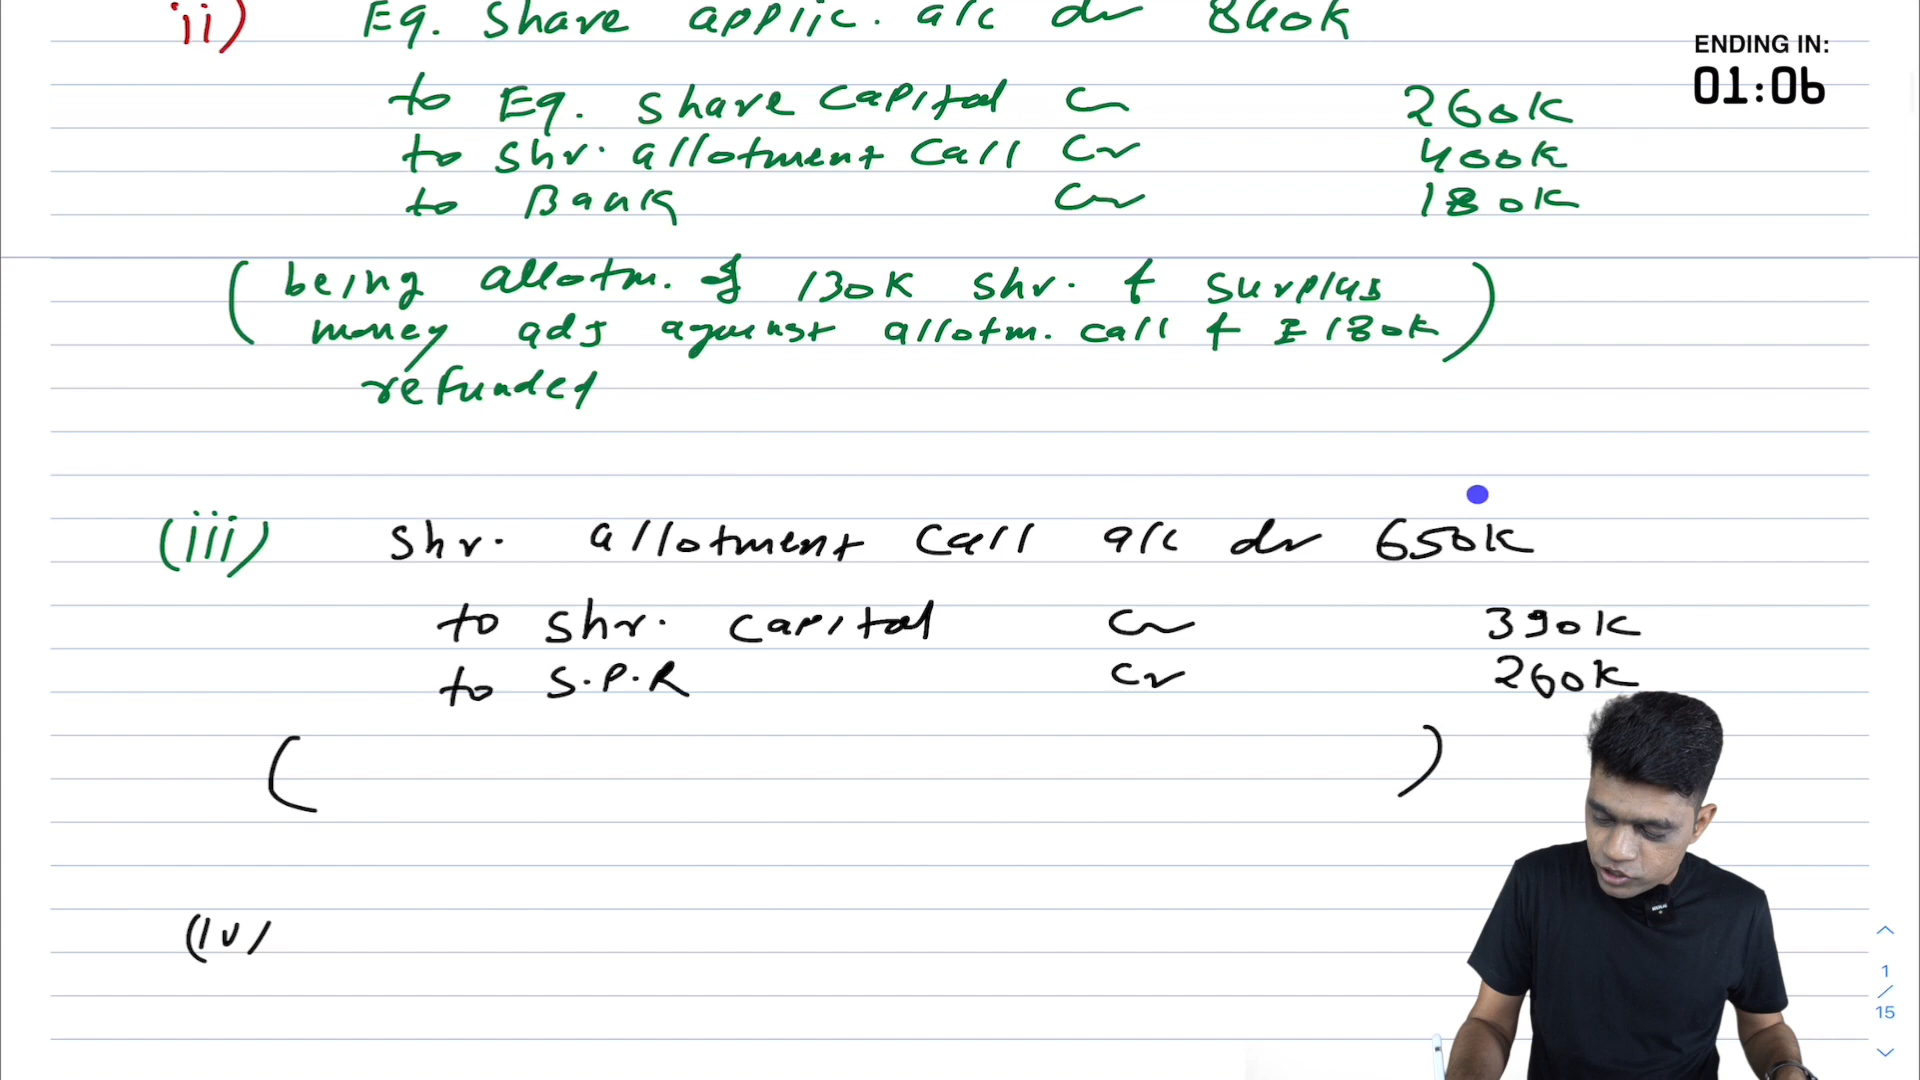 ii) Eq. Share applic. a/c dr 840k
ENDING IN:
01:06
to Eq. Share Capital Cr 260k
to Shr. allotment Call Cr 400k
to Bank Cr 180k
( being allotm. of 130k shr. & surplus
money adj against allotm. call & ₹ 180k )
refunded
(iii) Shr. allotment Call a/c dr 650k
to Shr. Capital Cr 390k
to S.P.R Cr 260k
( )
(iv)
1
/
15